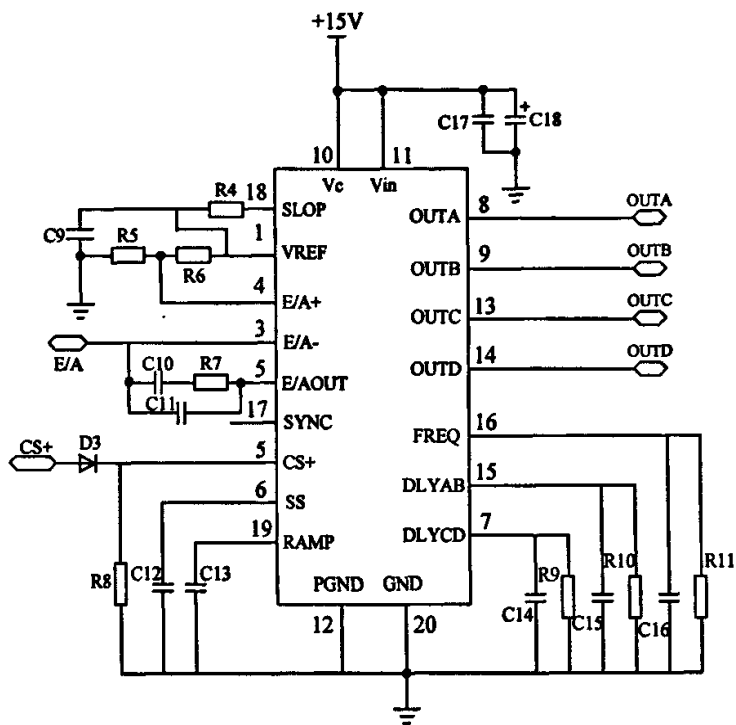 +15V
C17
+
C18
10
11
Vc
Vin
18
R4
SLOP
8
OUTA
OUTA
C9
R5
R6
1
VREF
OUTB
9
OUTB
4
E/A+
OUTC
13
OUTC
3
E/A-
E/A
C10
R7
5
E/AOUT
OUTD
14
OUTD
C11
17
SYNC
FREQ
16
CS+
D3
5
CS+
DLYAB
15
6
SS
19
RAMP
DLYCD
7
R8
C12
C13
PGND
GND
12
20
C14
R9
C15
R10
C16
R11